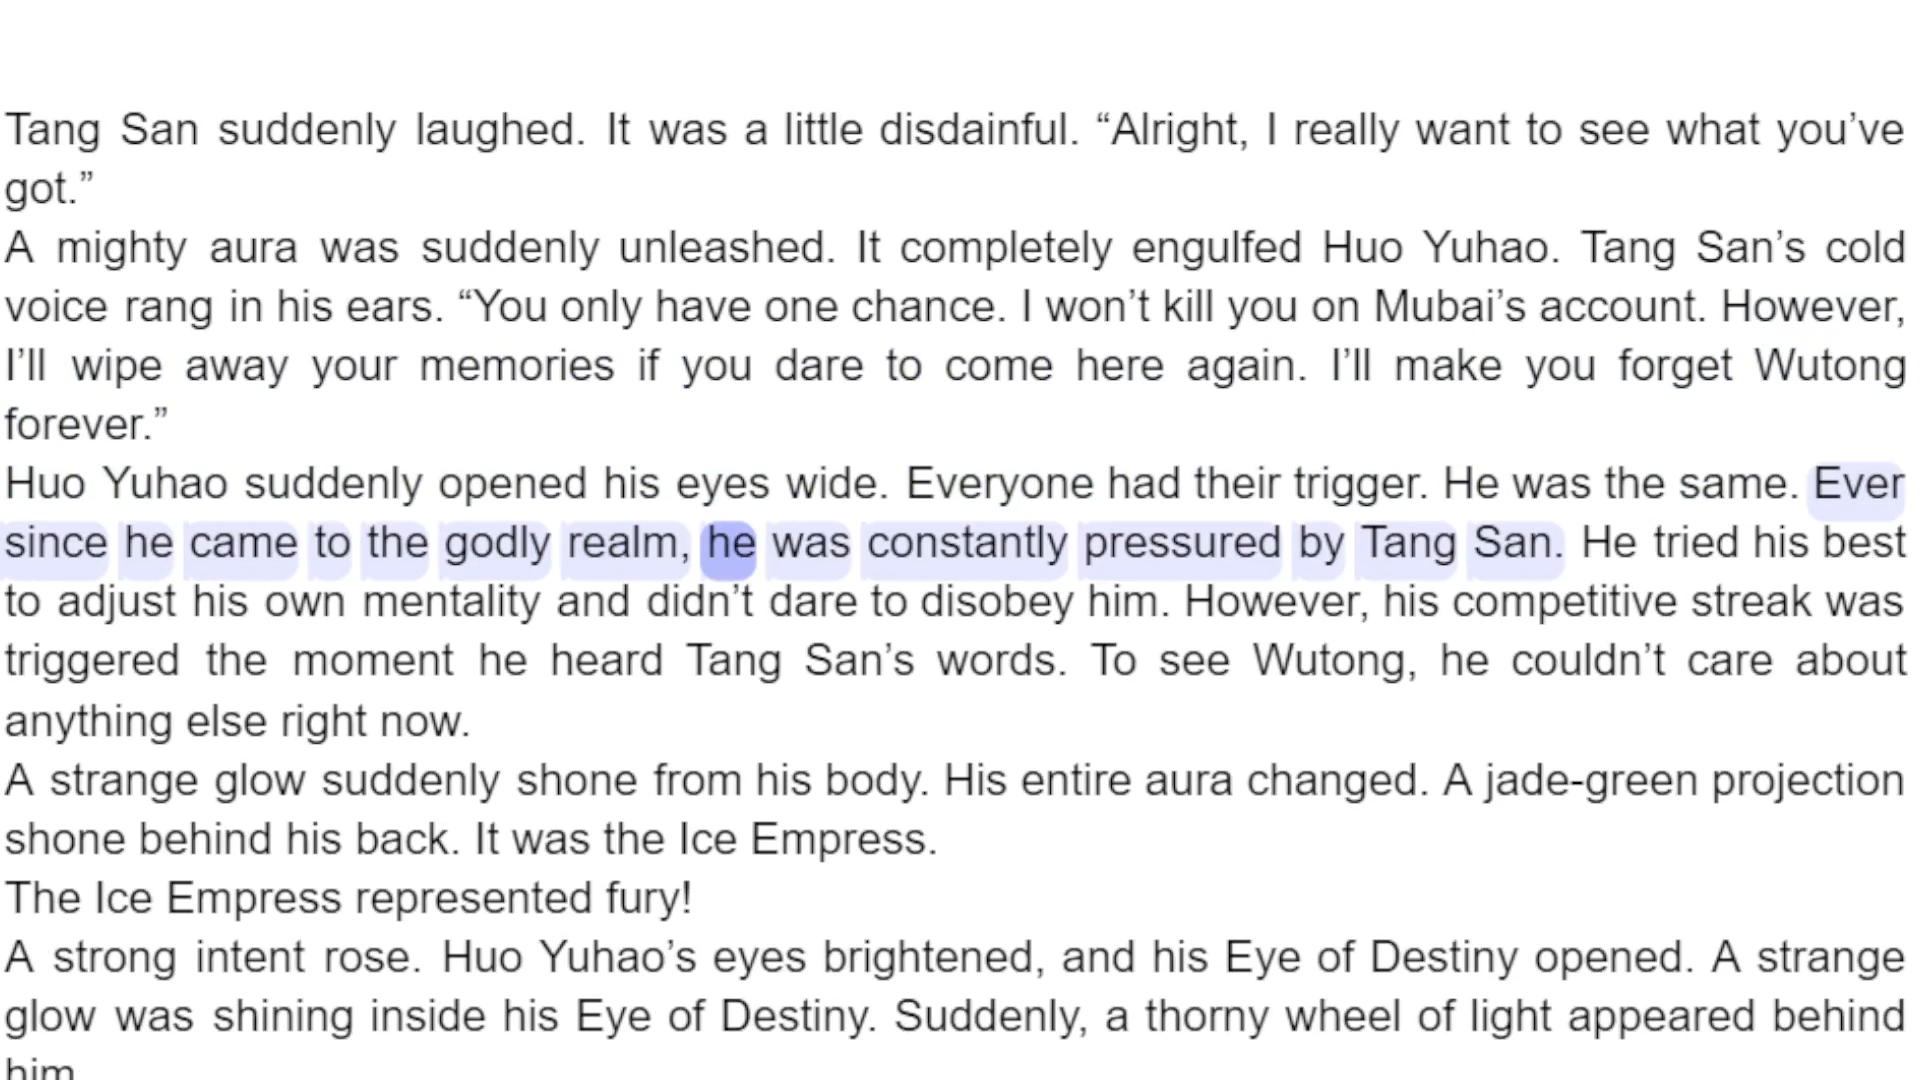 Tang San suddenly laughed. It was a little disdainful. “Alright, I really want to see what you’ve
got.”
A mighty aura was suddenly unleashed. It completely engulfed Huo Yuhao. Tang San’s cold
voice rang in his ears. “You only have one chance. I won’t kill you on Mubai’s account. However,
I’ll wipe away your memories if you dare to come here again. I’ll make you forget Wutong
forever.”
Huo Yuhao suddenly opened his eyes wide. Everyone had their trigger. He was the same. Ever
since he came to the godly realm, he was constantly pressured by Tang San. He tried his best
to adjust his own mentality and didn’t dare to disobey him. However, his competitive streak was
triggered the moment he heard Tang San’s words. To see Wutong, he couldn’t care about
anything else right now.
A strange glow suddenly shone from his body. His entire aura changed. A jade-green projection
shone behind his back. It was the Ice Empress.
The Ice Empress represented fury!
A strong intent rose. Huo Yuhao’s eyes brightened, and his Eye of Destiny opened. A strange
glow was shining inside his Eye of Destiny. Suddenly, a thorny wheel of light appeared behind
him